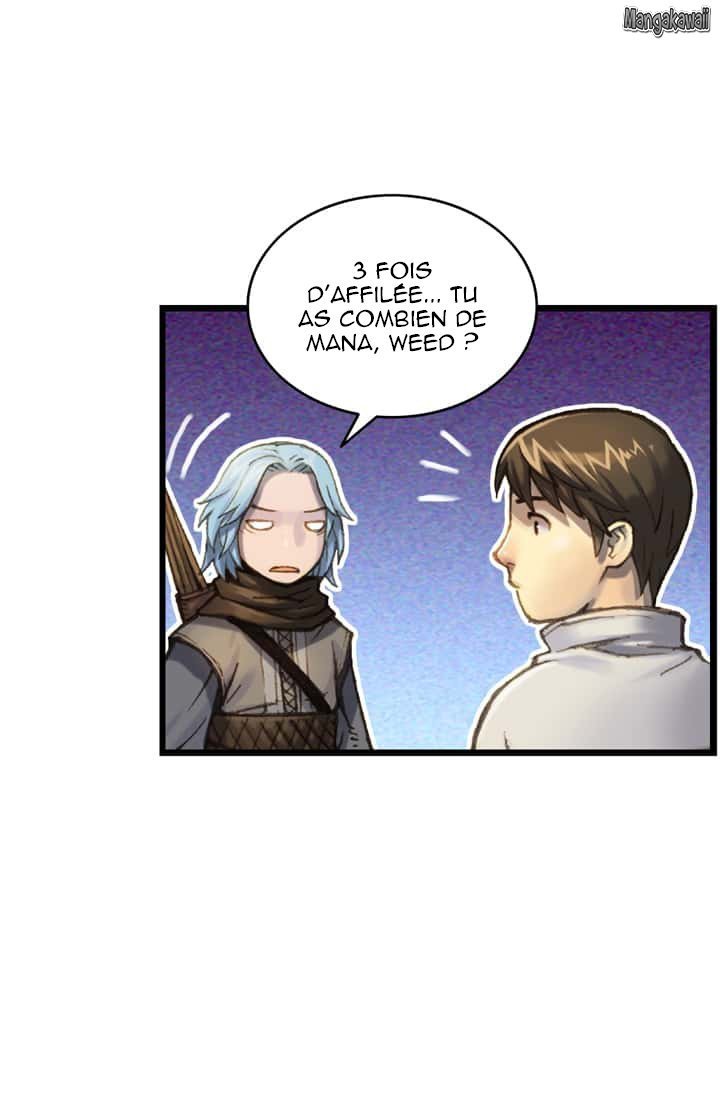 Mangakawaii
3 FOIS
D'AFFILÉE... TU
AS COMBIEN DE
MANA, WEED ?